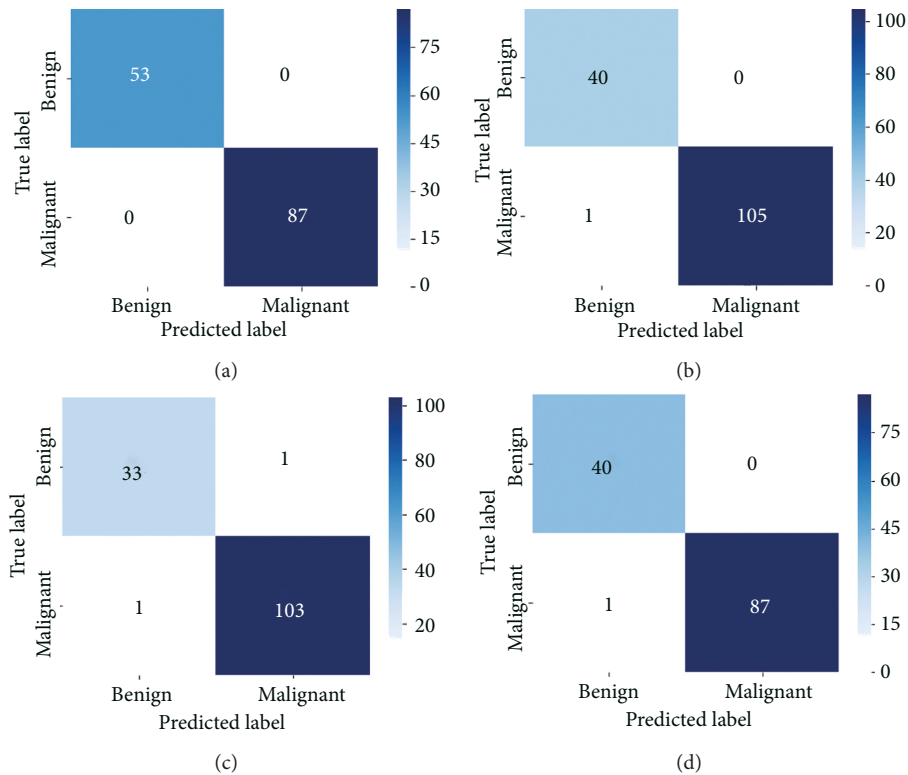 75
60
45
30
15
- 0
Benign
Malignant
True label
53
0
0
87
Benign
Malignant
Predicted label
(a)
100
80
60
40
20
- 0
Benign
Malignant
True label
40
0
1
105
Benign
Malignant
Predicted label
(b)
100
80
60
40
20
Benign
Malignant
True label
33
1
1
103
Benign
Malignant
Predicted label
(c)
75
60
45
30
15
- 0
Benign
Malignant
True label
40
0
1
87
Benign
Malignant
Predicted label
(d)